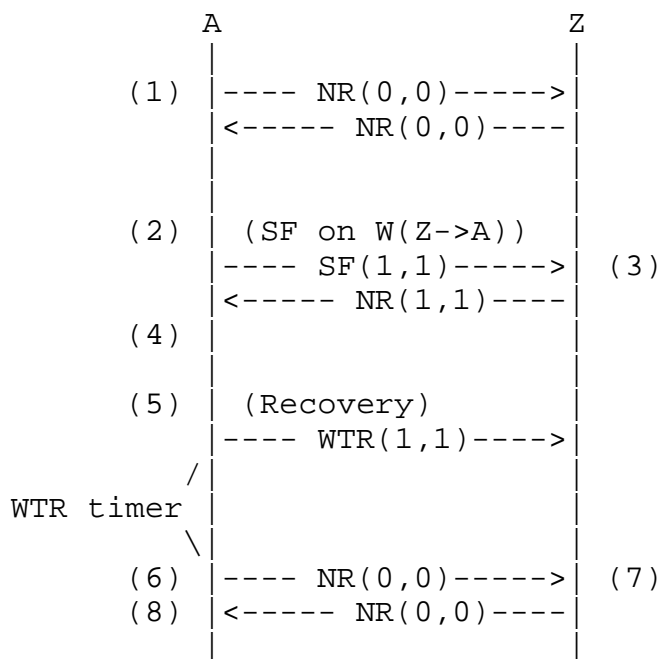 A Z
(1) |---- NR(0,0)----->|
|<----- NR(0,0)----|
(2) | (SF on W(Z->A)) |
|---- SF(1,1)----->| (3)
|<----- NR(1,1)----|
(4) | |
(5) | (Recovery) |
|---- WTR(1,1)---->|
/| |
WTR timer | |
\| |
(6) |---- NR(0,0)----->| (7)
(8) |<----- NR(0,0)----|